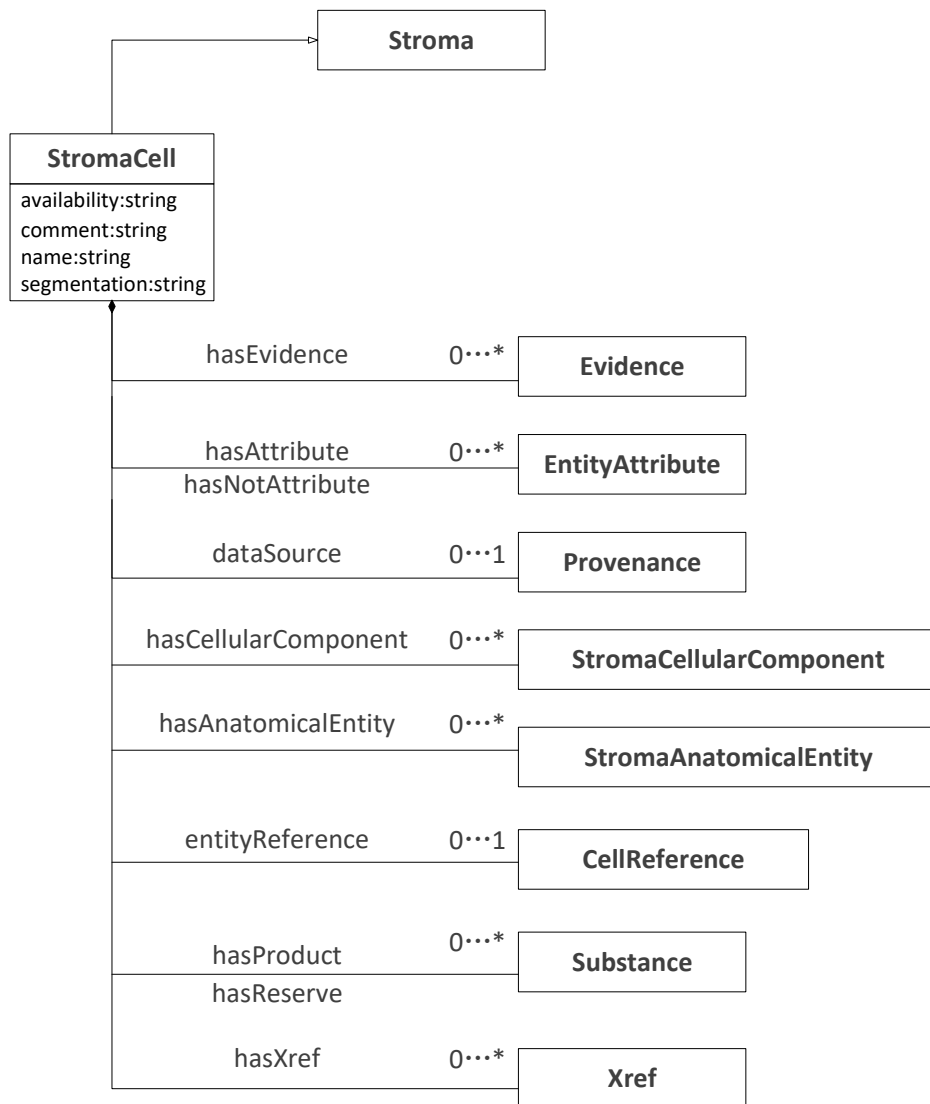 Stroma
StromaCell
availability:string
comment:string
name:string
segmentation:string
hasEvidence 0···*
Evidence
hasAttribute 0···*
EntityAttribute
hasNotAttribute
dataSource 0···1
Provenance
hasCellularComponent 0···*
StromaCellularComponent
hasAnatomicalEntity 0···*
StromaAnatomicalEntity
entityReference 0···1
CellReference
hasProduct 0···*
Substance
hasReserve
hasXref 0···*
Xref